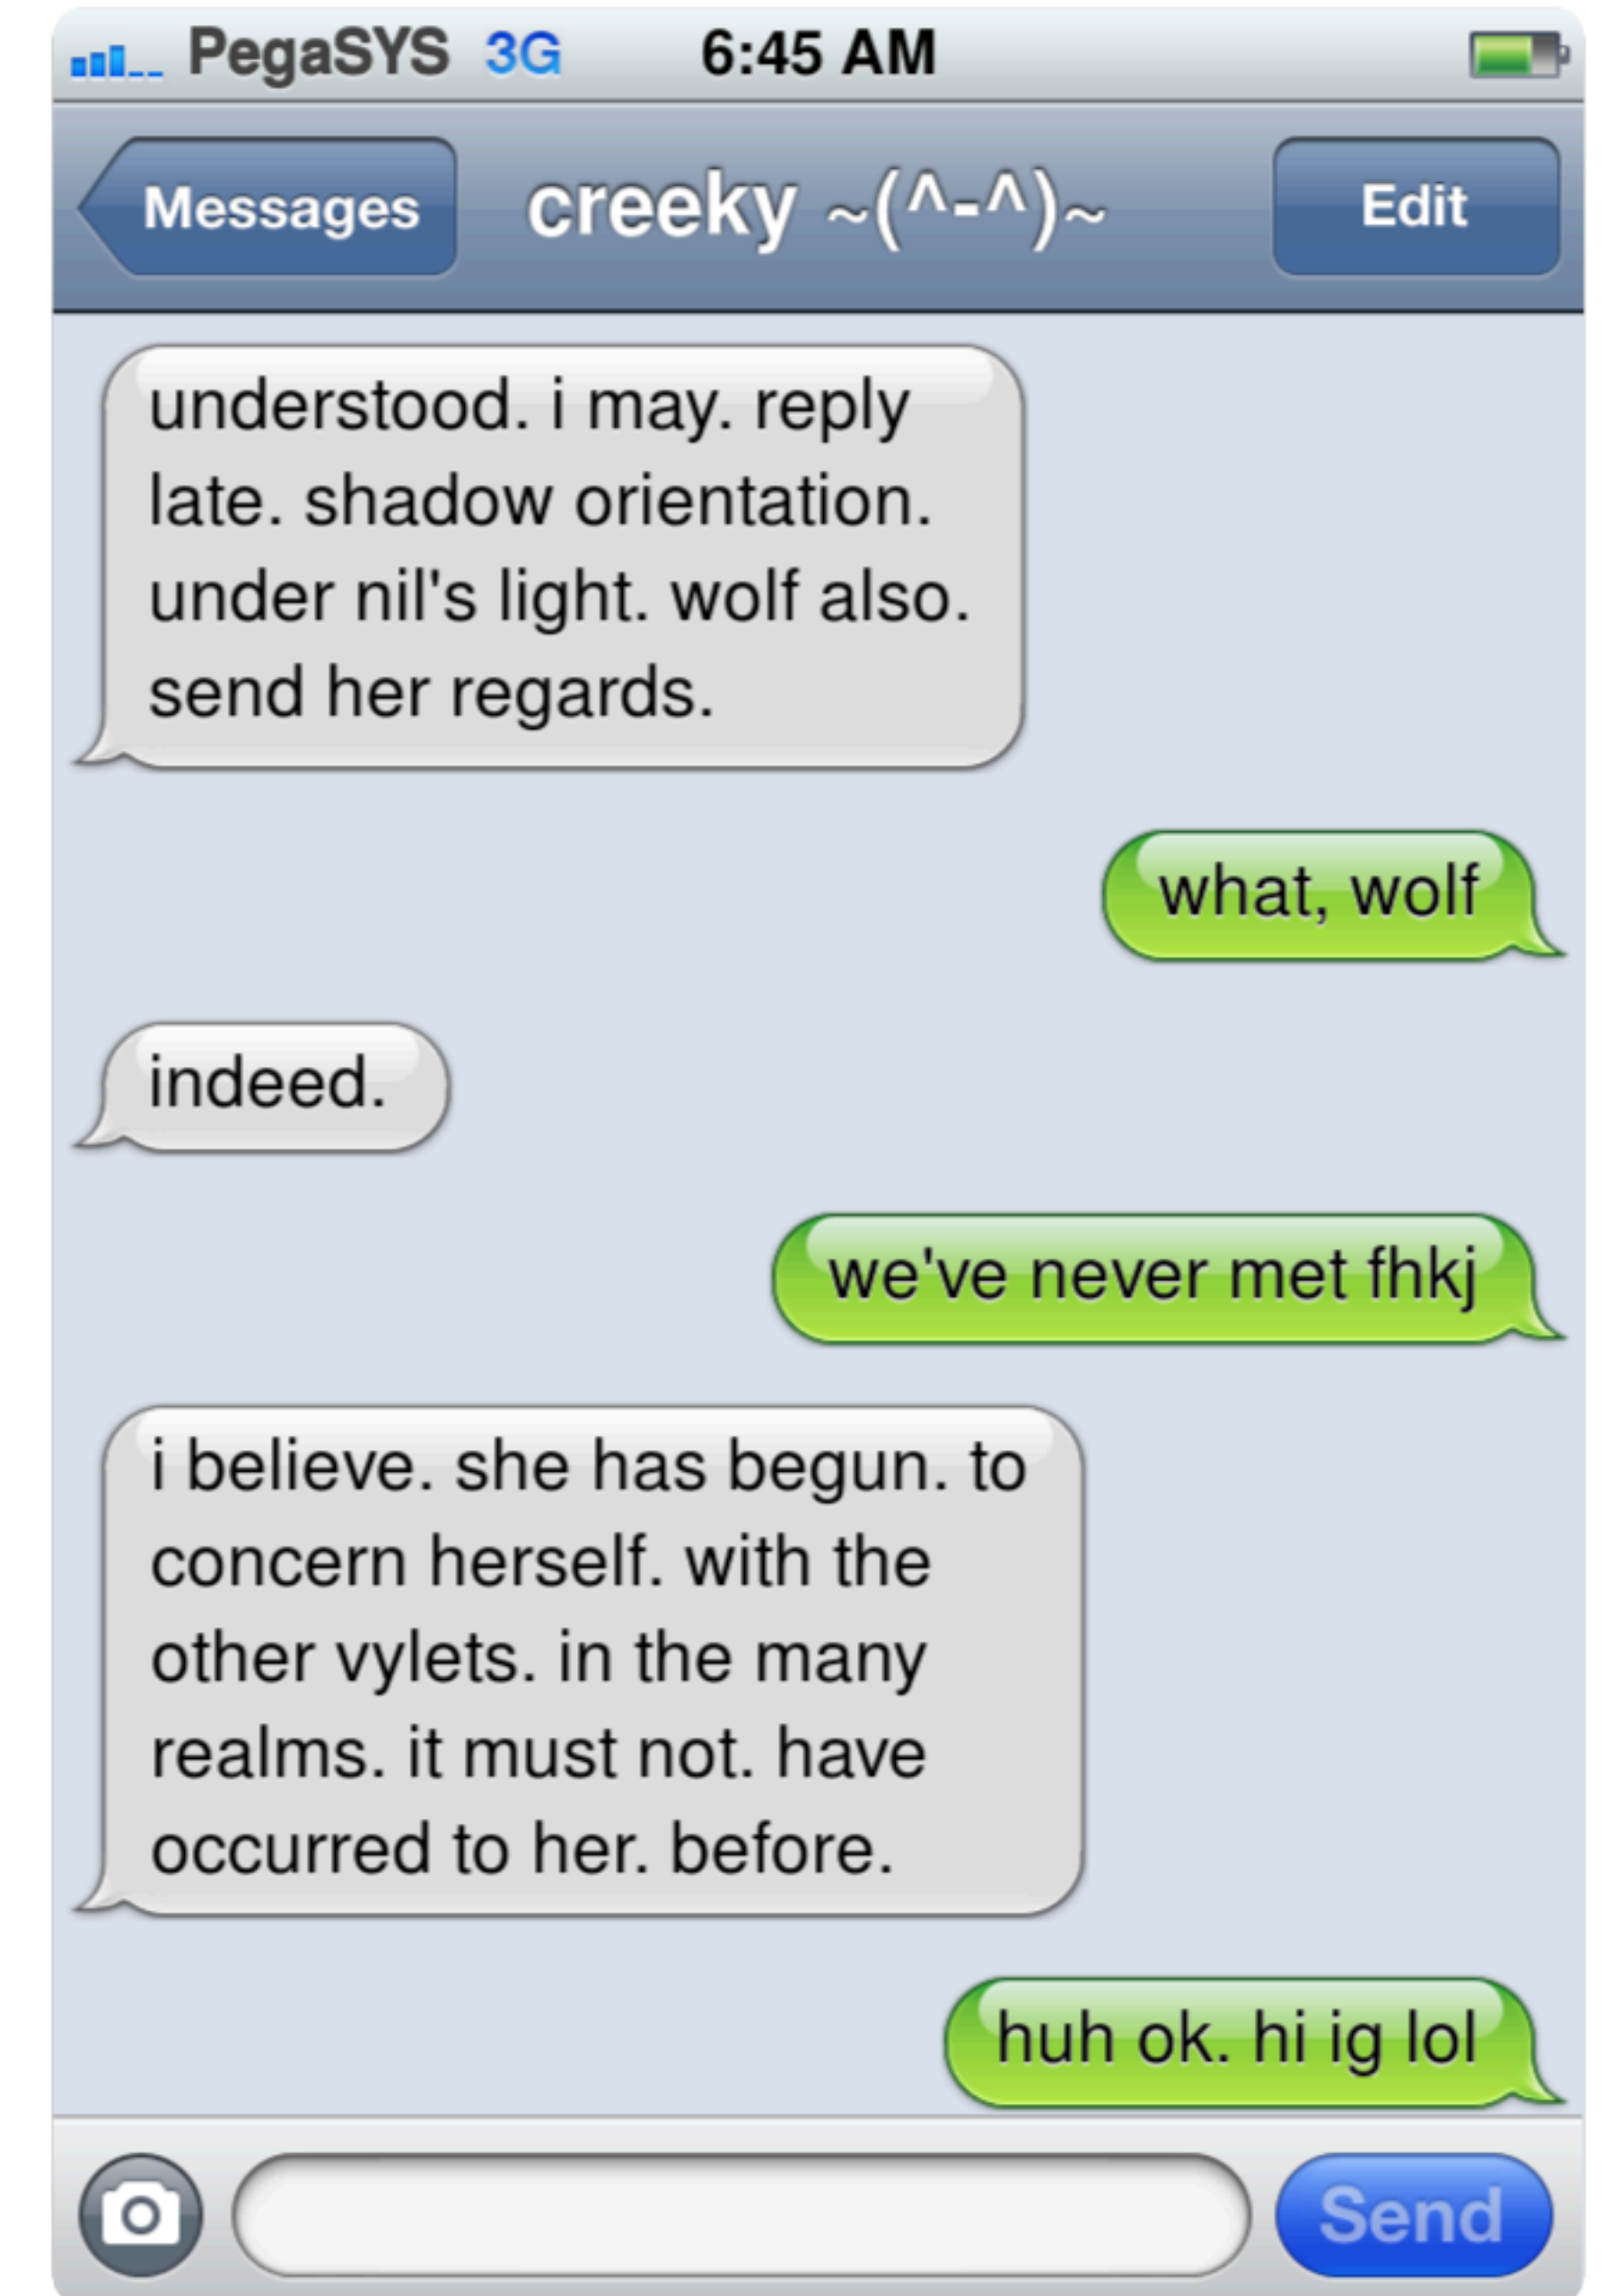 PegaSYS 3G 6:45 AM
Messages creeky ~(^-^)~ Edit
understood. i may. reply
late. shadow orientation.
under nil's light. wolf also.
send her regards.
what, wolf
indeed.
we've never met fhkj
i believe. she has begun. to
concern herself. with the
other vylets. in the many
realms. it must not. have
occurred to her. before.
huh ok. hi ig lol
Send